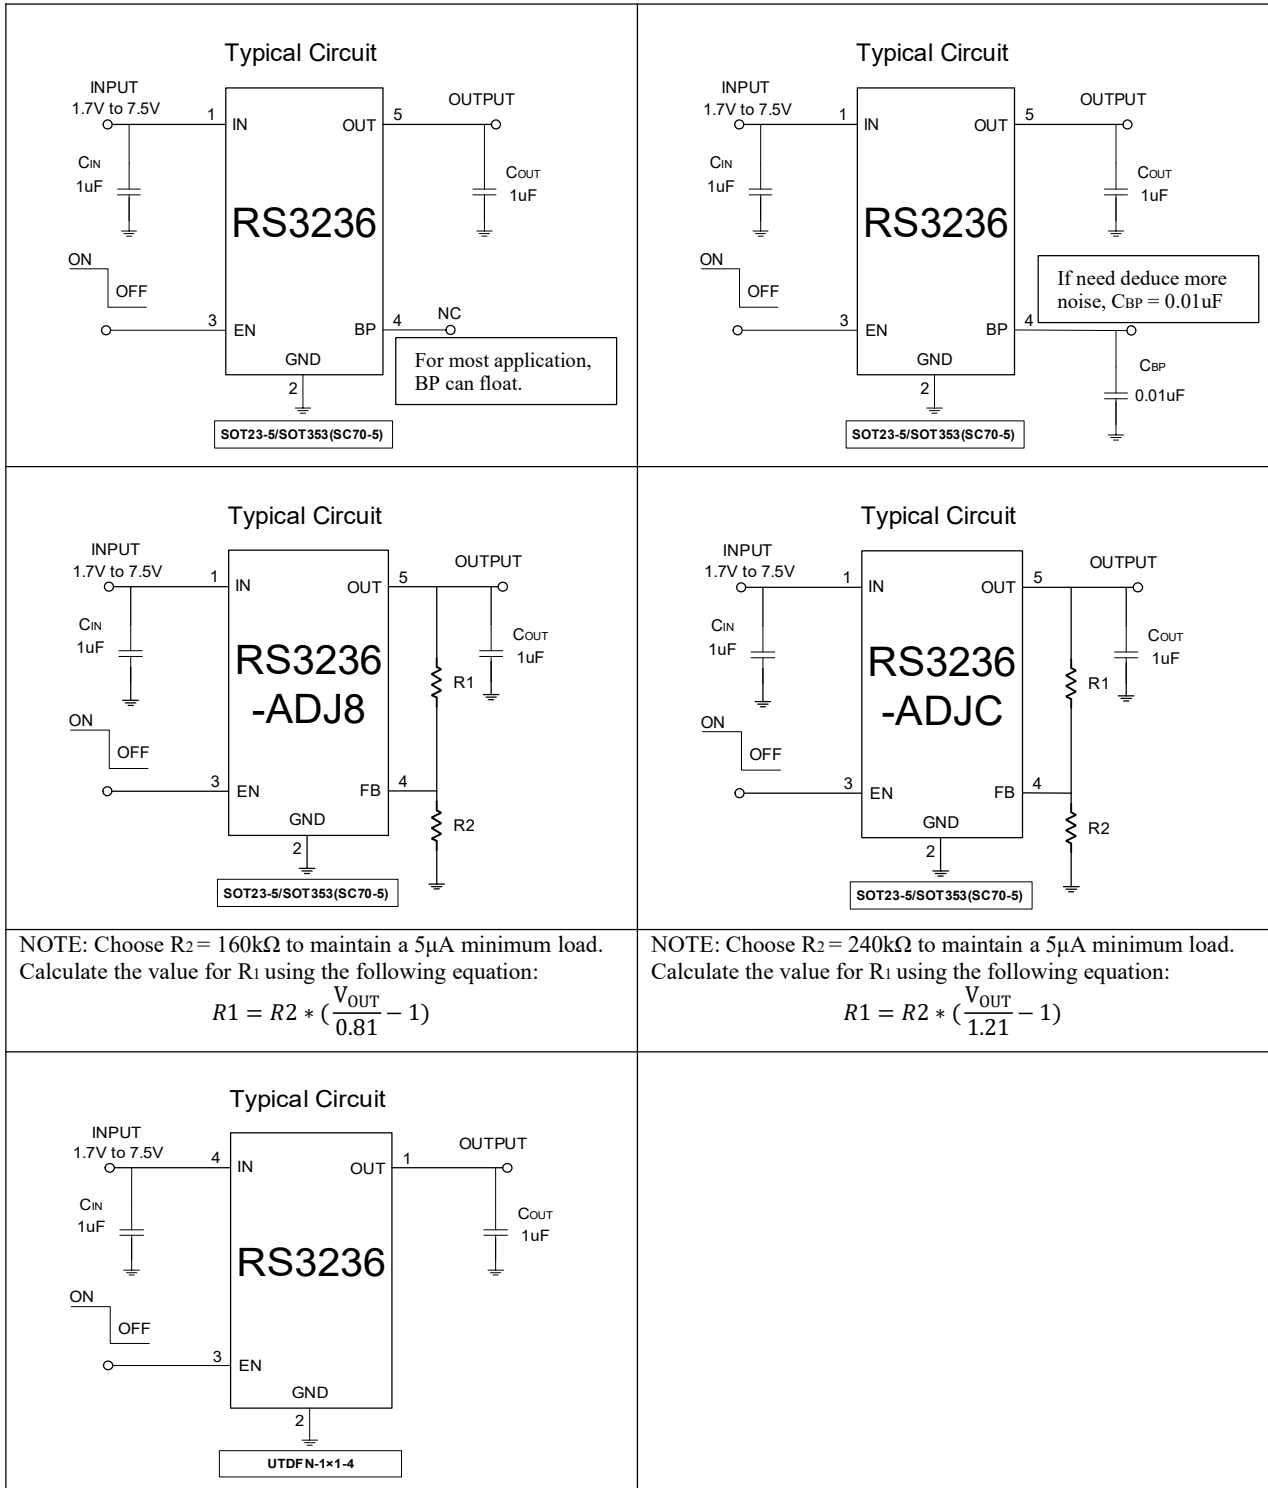 Typical Circuit
INPUT
1.7V to 7.5V
OUTPUT
1
IN
OUT
5
CIN
1uF
COUT
1uF
RS3236
ON
OFF
3
EN
BP
4
NC
GND
2
For most application,
BP can float.
SOT23-5/SOT353(SC70-5)
Typical Circuit
INPUT
1.7V to 7.5V
OUTPUT
1
IN
OUT
5
CIN
1uF
COUT
1uF
RS3236
ON
OFF
If need deduce more
noise, CBP = 0.01uF
3
EN
BP
4
GND
2
CBP
0.01uF
SOT23-5/SOT353(SC70-5)
Typical Circuit
INPUT
1.7V to 7.5V
OUTPUT
1
IN
OUT
5
CIN
1uF
COUT
1uF
RS3236
-ADJ8
R1
ON
OFF
3
EN
FB
4
GND
2
R2
SOT23-5/SOT353(SC70-5)
Typical Circuit
INPUT
1.7V to 7.5V
OUTPUT
1
IN
OUT
5
CIN
1uF
COUT
1uF
RS3236
-ADJC
R1
ON
OFF
3
EN
FB
4
GND
2
R2
SOT23-5/SOT353(SC70-5)
NOTE: Choose R2 = 160kΩ to maintain a 5μA minimum load.
Calculate the value for R1 using the following equation:
R1 = R2 ∗ (VOUT/0.81 − 1)
NOTE: Choose R2 = 240kΩ to maintain a 5μA minimum load.
Calculate the value for R1 using the following equation:
R1 = R2 ∗ (VOUT/1.21 − 1)
Typical Circuit
INPUT
1.7V to 7.5V
OUTPUT
4
IN
OUT
1
CIN
1uF
COUT
1uF
RS3236
ON
OFF
3
EN
GND
2
UTDFN-1×1-4